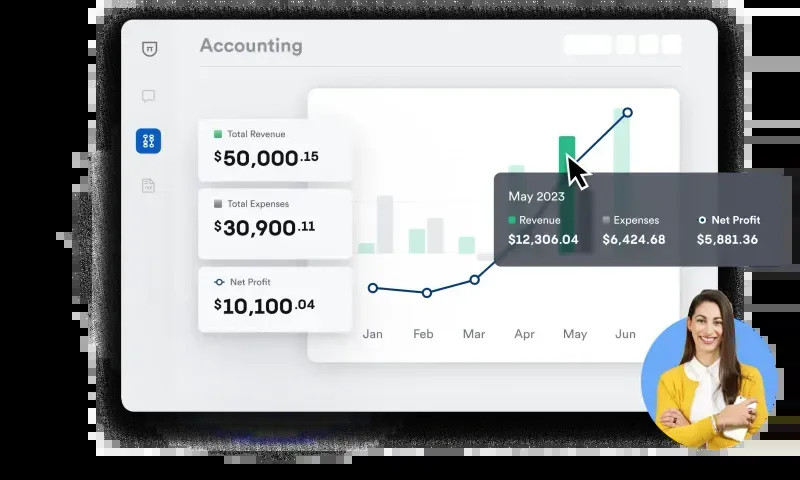 Accounting
Total Revenue
$50,000.15
Total Expenses
$30,900.11
Net Profit
$10,100.04
May 2023
Revenue Expenses Net Profit
$12,306.04 $6,424.68 $5,881.36
Jan Feb Mar Apr May Jun